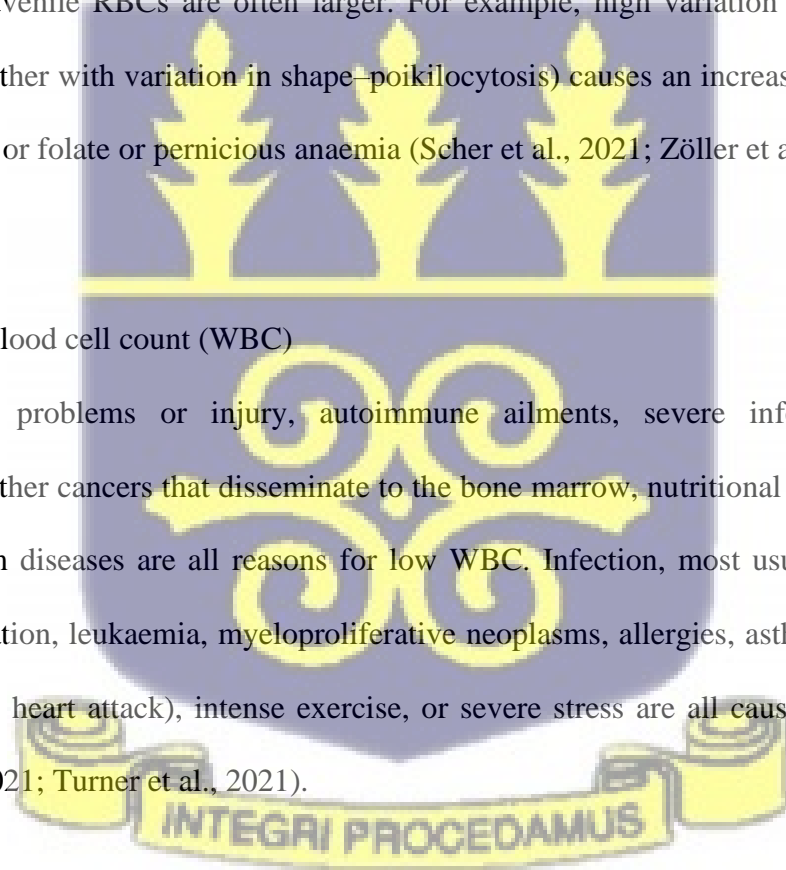 venile RBCs are often larger. For example, high variation
ther with variation in shape–poikilocytosis) causes an increas
or folate or pernicious anaemia (Scher et al., 2021; Zöller et a
lood cell count (WBC)
problems or injury, autoimmune ailments, severe inf
ther cancers that disseminate to the bone marrow, nutritional
n diseases are all reasons for low WBC. Infection, most usu
ation, leukaemia, myeloproliferative neoplasms, allergies, asth
heart attack), intense exercise, or severe stress are all caus
021; Turner et al., 2021).
INTEGRI PROCEDAMUS